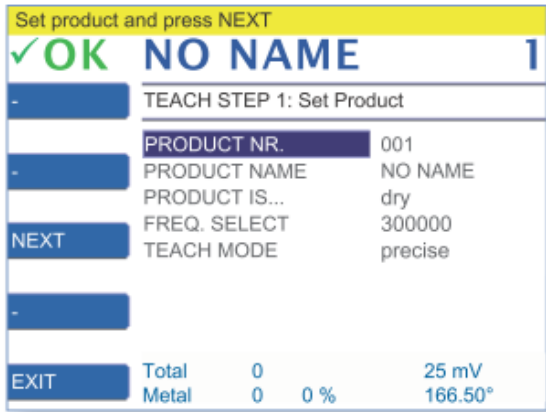 Set product and press NEXT
✓OK NO NAME 1
-
TEACH STEP 1: Set Product
PRODUCT NR. 001
-
PRODUCT NAME NO NAME
PRODUCT IS... dry
FREQ. SELECT 300000
NEXT
TEACH MODE precise
-
EXIT
Total 0 25 mV
Metal 0 0 % 166.50°